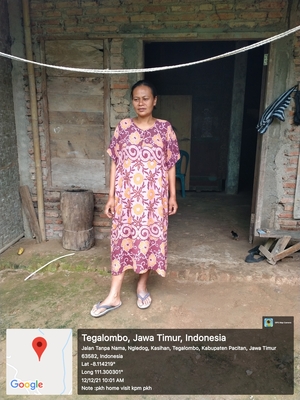 Tegalombo, Jawa Timur, Indonesia
Jalan Tanpa Nama, Ngledog, Kasihan, Tegalombo, Kabupaten Pacitan, Jawa Timur
63582, Indonesia
Lat -8.114219°
Long 111.300301°
12/12/21 10:01 AM
Note :pkh home visit kpm pkh
Google